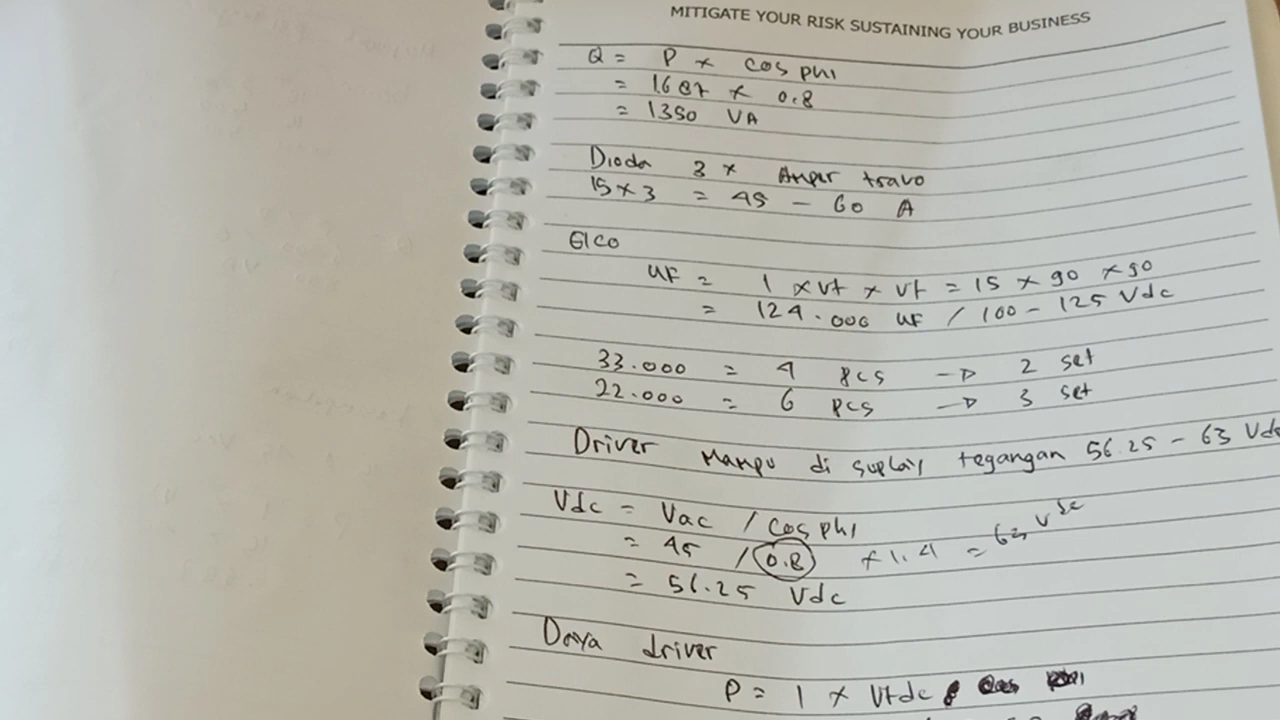 MITIGATE YOUR RISK SUSTAINING YOUR BUSINESS
Q = P x cos phi
= 1687 x 0.8
= 1350 VA
Dioda 3 x Amper travo
15 x 3 = 45 - 60 A
Elco
UF = 1 x Vt x Vt = 15 x 90 x 90
= 124.000 UF / 100 - 125 Vdc
33.000 = 4 pcs -> 2 set
22.000 = 6 pcs -> 3 set
Driver Mampu di suplaiy tegangan 56.25 - 63 Vdc
Vdc = Vac / cos phi
= 45 / 0.8 x 1.4 = 63 Vdc
= 56.25 Vdc
Daya driver
P = 1 x Vtdc